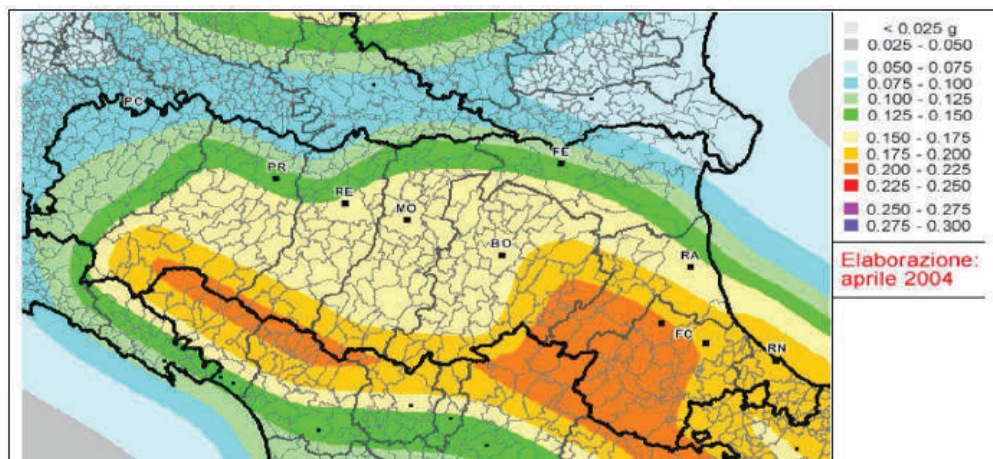 PC
PR
RE
MO
FE
BO
RA
FC
RN
< 0.025 g
0.025 - 0.050
0.050 - 0.075
0.075 - 0.100
0.100 - 0.125
0.125 - 0.150
0.150 - 0.175
0.175 - 0.200
0.200 - 0.225
0.225 - 0.250
0.250 - 0.275
0.275 - 0.300
Elaborazione:
aprile 2004